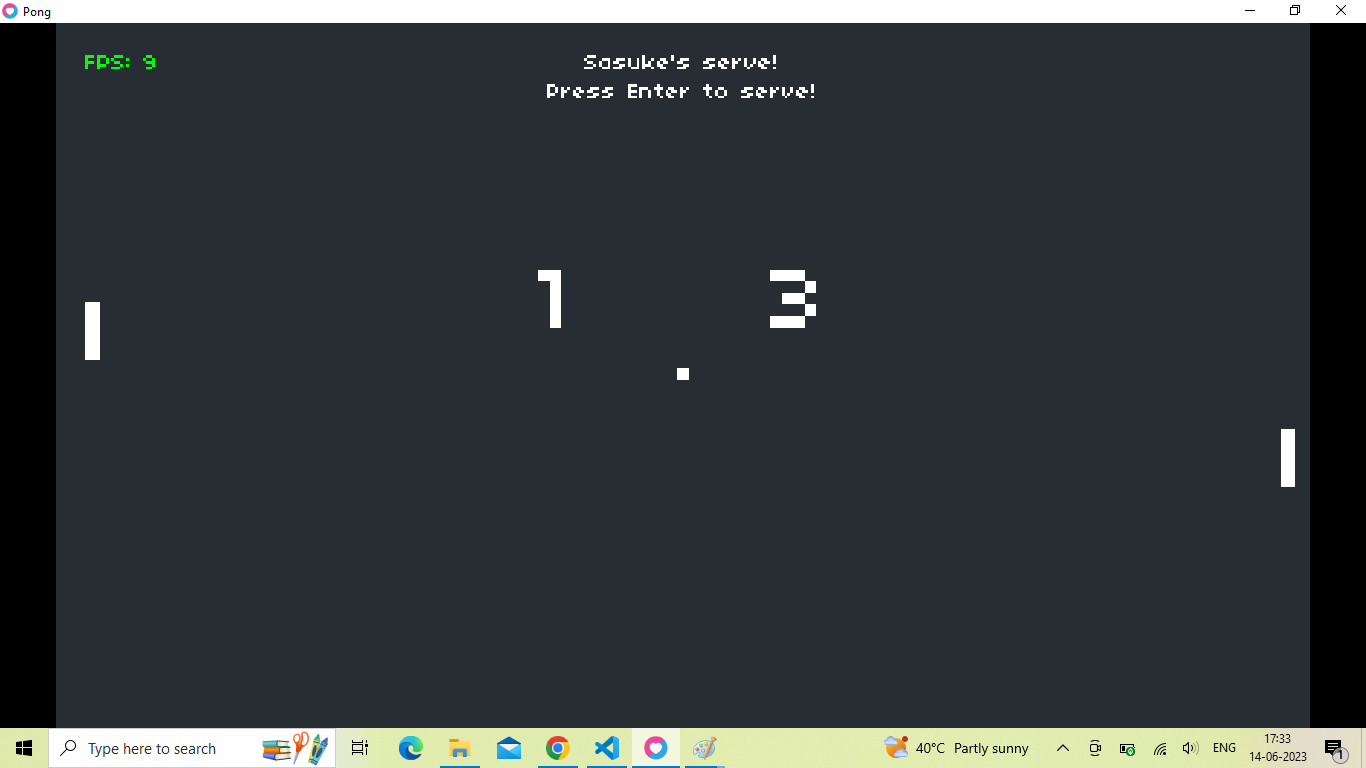 Pong
FPS: 9
Sasuke's serve!
Press Enter to serve!
1 3
Type here to search
40°C Partly sunny
ENG
17:33
14-06-2023
1